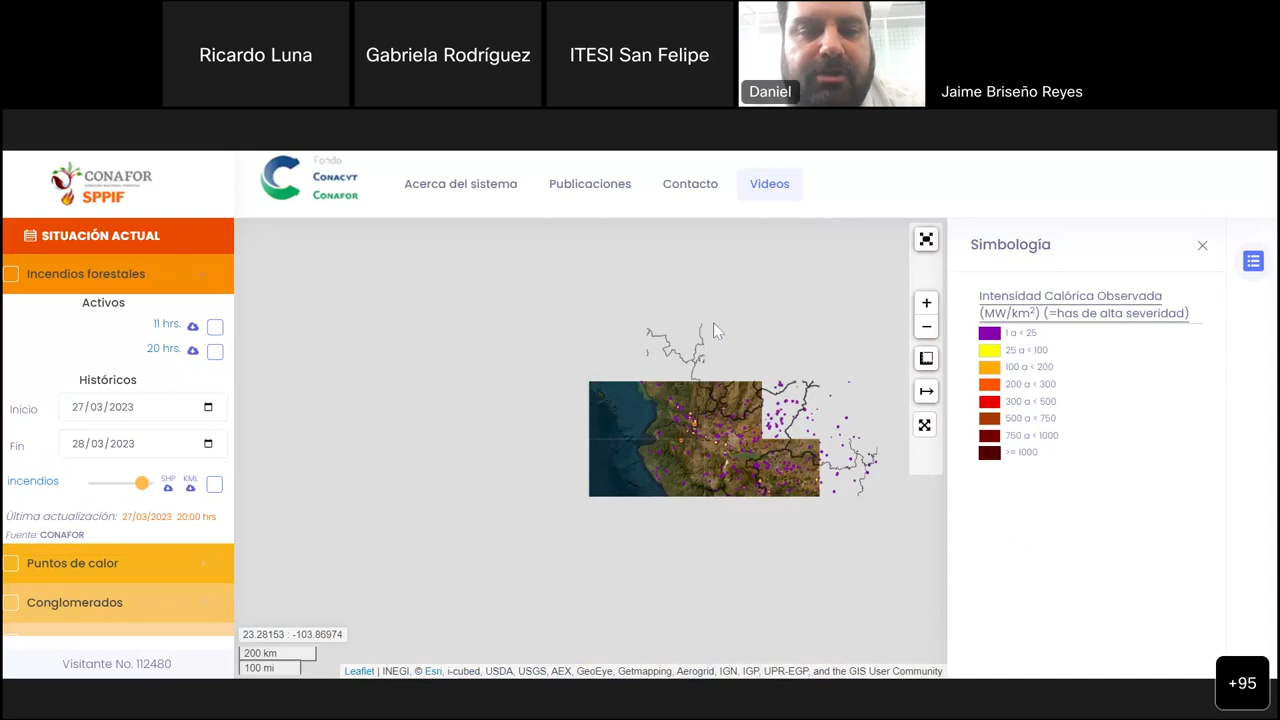 Ricardo Luna
Gabriela Rodríguez
ITESI San Felipe
Daniel
Jaime Briseño Reyes
CONAFOR
SPPIF
Fondo
CONACYT
CONAFOR
Acerca del sistema
Publicaciones
Contacto
Videos
SITUACIÓN ACTUAL
Incendios forestales
Activos
11 hrs.
20 hrs.
Históricos
Inicio
27/03/2023
Fin
28/03/2023
incendios
SHP
KML
Última actualización: 27/03/2023 20:00 hrs
Fuente: CONAFOR
Puntos de calor
Conglomerados
Visitante No. 112480
+
−
23.28153 : -103.86974
200 km
100 mi
Leaflet | INEGI, © Esri, i-cubed, USDA, USGS, AEX, GeoEye, Getmapping, Aerogrid, IGN, IGP, UPR-EGP, and the GIS User Community
Simbología
Intensidad Calórica Observada
(MW/km²) (=has de alta severidad)
1 a < 25
25 a < 100
100 a < 200
200 a < 300
300 a < 500
500 a < 750
750 a < 1000
>= 1000
+95